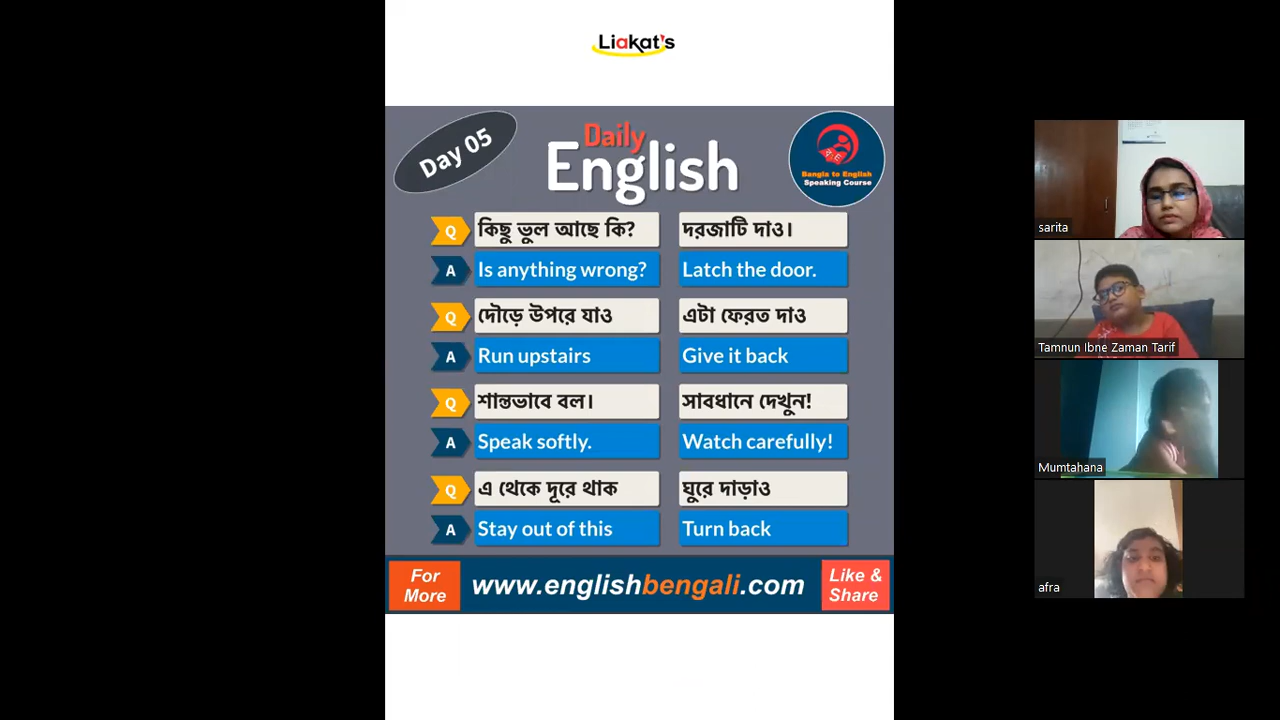 Liakat's
Day 05
Daily
English
Bangla to English
Speaking Course
Q কিছু ভুল আছে কি? দরজাটি দাও।
A Is anything wrong? Latch the door.
Q দৌড়ে উপরে যাও এটা ফেরত দাও
A Run upstairs Give it back
Q শান্তভাবে বল। সাবধানে দেখুন!
A Speak softly. Watch carefully!
Q এ থেকে দূরে থাক ঘুরে দাড়াও
A Stay out of this Turn back
For
More
www.englishbengali.com
Like &
Share
sarita
Tamnun Ibne Zaman Tarif
Mumtahana
afra